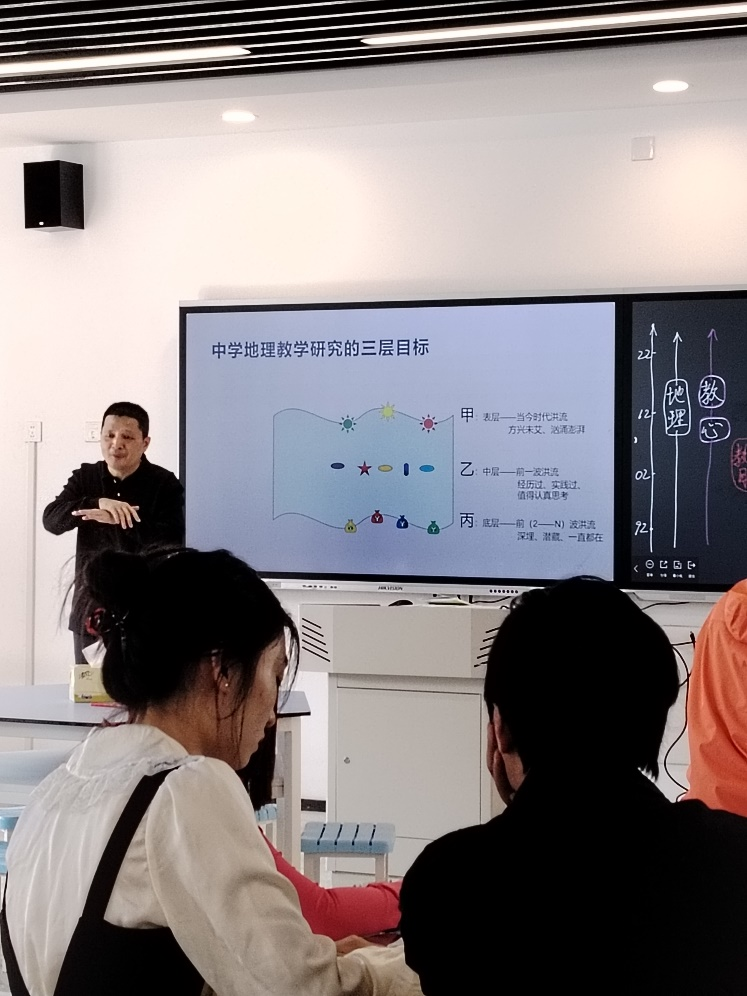 中学地理教学研究的三层目标
甲：表层——当今时代洪流
方兴未艾、汹涌澎湃
乙：中层——前一波洪流
经历过、实践过、
值得认真思考
丙：底层——前（2——N）波洪流
深埋、潜藏、一直都在
22
12
02
92
地理
教
心
HIKVISION